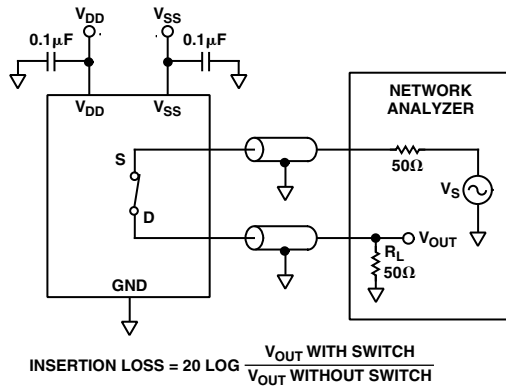 VDD
VSS
0.1µF
0.1µF
VDD
VSS
NETWORK
ANALYZER
S
50Ω
VS
D
VOUT
RL
50Ω
GND
INSERTION LOSS = 20 LOG VOUT WITH SWITCH
VOUT WITHOUT SWITCH